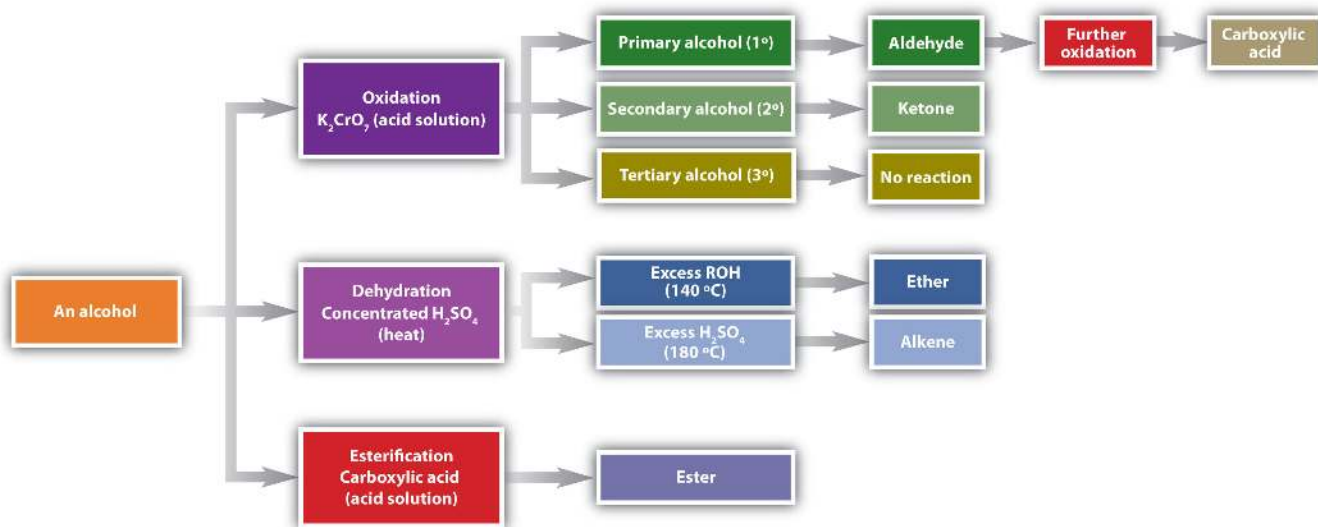 An alcohol
Oxidation
K₂CrO₇ (acid solution)
Primary alcohol (1º)
Aldehyde
Further
oxidation
Carboxylic
acid
Secondary alcohol (2º)
Ketone
Tertiary alcohol (3º)
No reaction
Dehydration
Concentrated H₂SO₄
(heat)
Excess ROH
(140 ºC)
Ether
Excess H₂SO₄
(180 ºC)
Alkene
Esterification
Carboxylic acid
(acid solution)
Ester